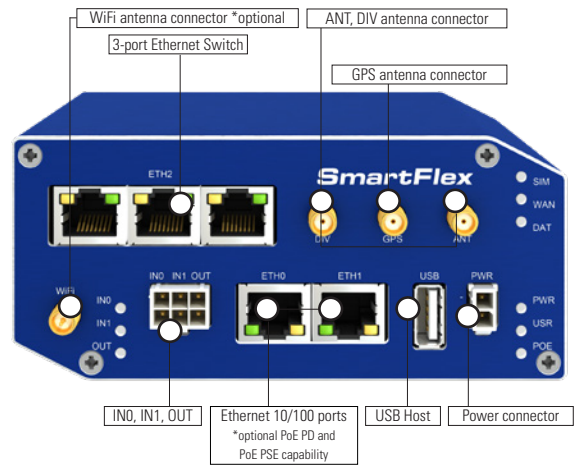 WiFi antenna connector *optional
ANT, DIV antenna connector
3-port Ethernet Switch
GPS antenna connector
ETH2
SmartFlex
SIM
WAN
DAT
DIV
GPS
ANT
WiFi
IN0
IN1
OUT
IN0 IN1 OUT
ETH0
ETH1
USB
PWR
PWR
USR
POE
IN0, IN1, OUT
Ethernet 10/100 ports
*optional PoE PD and
PoE PSE capability
USB Host
Power connector